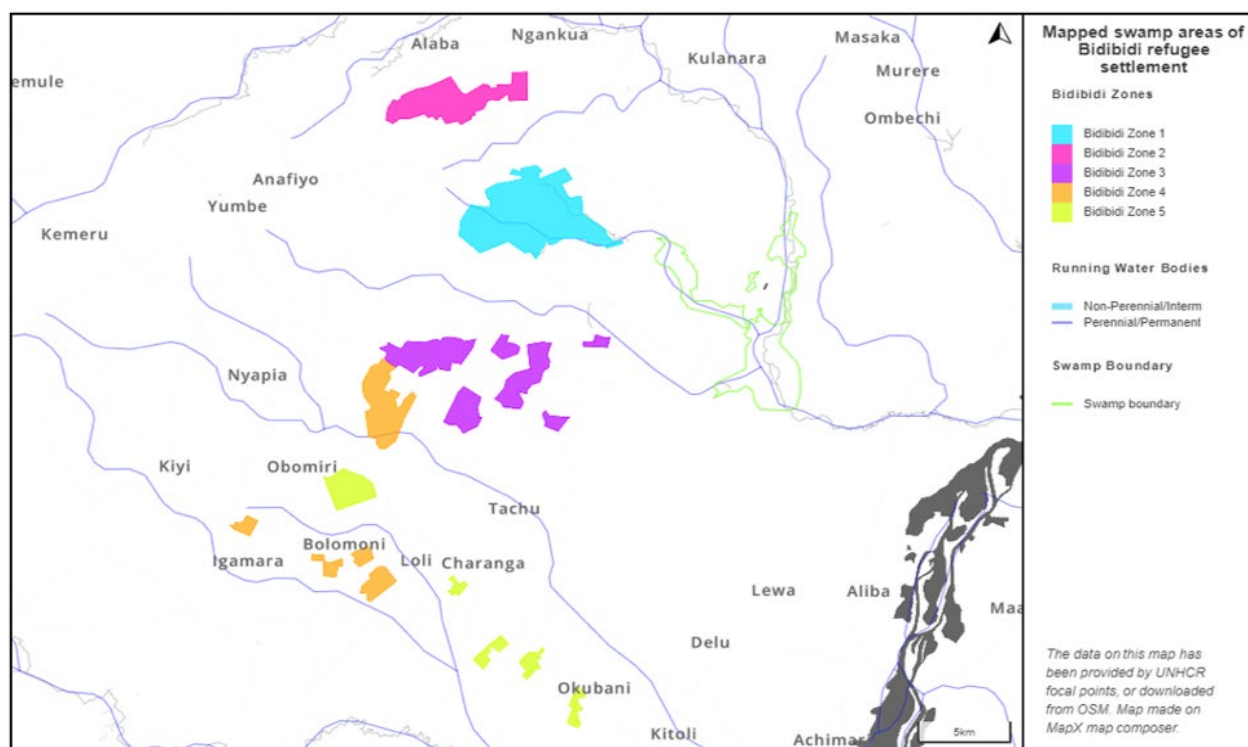 Mapped swamp areas of
Bidibidi refugee
settlement
Bidibidi Zones
Bidibidi Zone 1
Bidibidi Zone 2
Bidibidi Zone 3
Bidibidi Zone 4
Bidibidi Zone 5
Running Water Bodies
Non-Perennial/Interm
Perennial/Permanent
Swamp Boundary
Swamp boundary
The data on this map has
been provided by UNHCR
focal points, or downloaded
from OSM. Map made on
MapX map composer.
Ngankua
Alaba
Masaka
Kulanara
Murere
emule
Ombechi
Anafiyo
Yumbe
Kemeru
Nyapia
Kiyi
Obomiri
Tachu
Bolomoni
Igamara
Loli
Charanga
Lewa
Aliba
Maa
Delu
Okubani
Kitoli
Achimari
5km